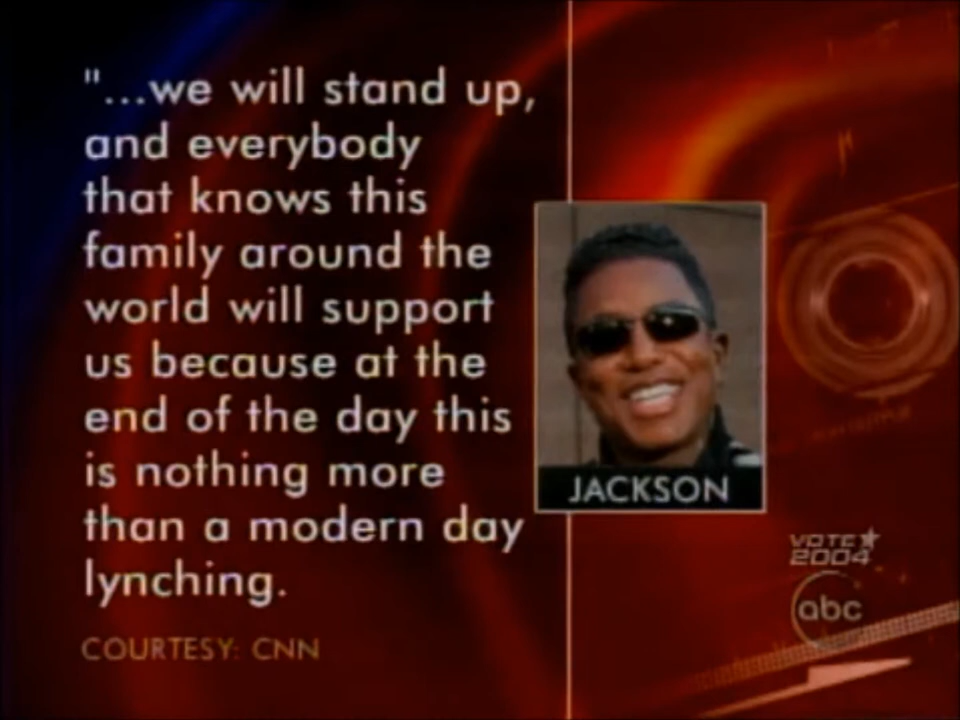 "...we will stand up,
and everybody
that knows this
family around the
world will support
us because at the
end of the day this
is nothing more
than a modern day
lynching.
COURTESY: CNN
JACKSON
VOTE★
2004
abc